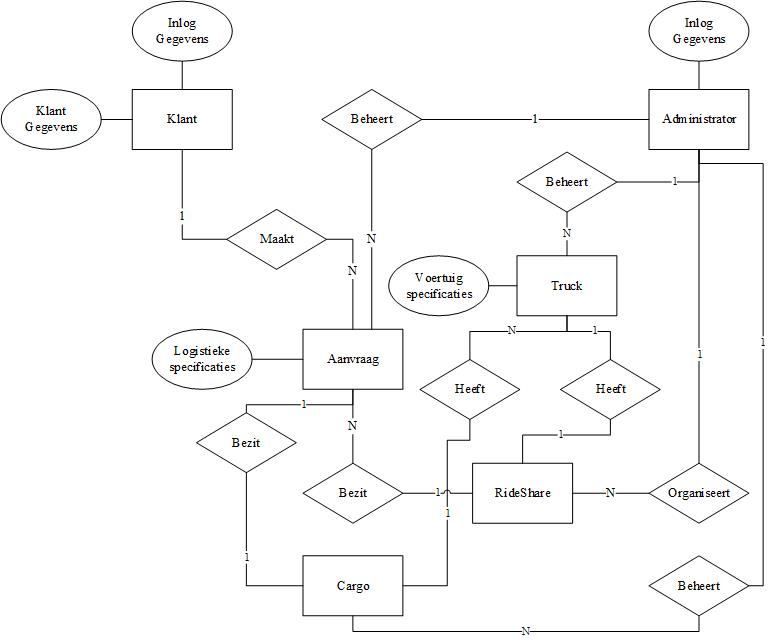 Inlog
Gegevens
Inlog
Gegevens
Klant
Gegevens
Klant
Beheert
1
Administrator
Beheert
1
1
Maakt
N
N
N
Voertuig
specificaties
Truck
Logistieke
specificaties
Aanvraag
N
1
1
1
Heeft
Heeft
1
N
Bezit
1
Bezit
1
RideShare
N
Organiseert
1
1
Cargo
Beheert
N